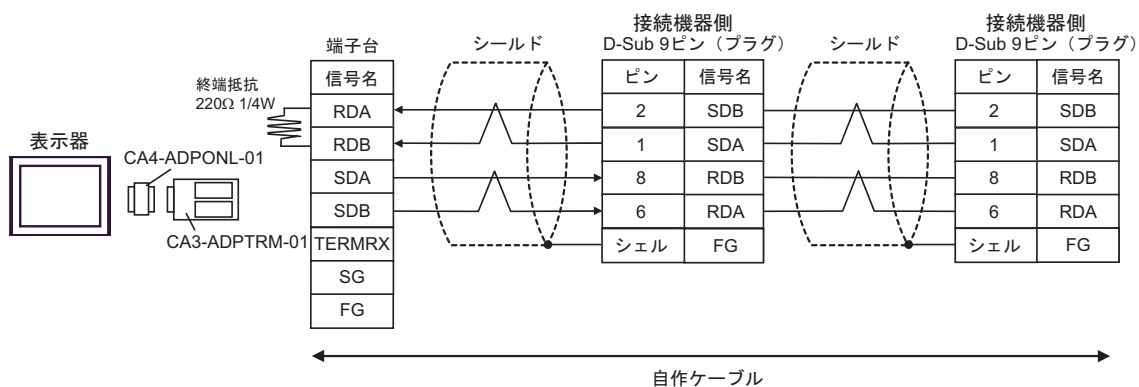 接続機器側
D-Sub 9ピン（プラグ）
接続機器側
D-Sub 9ピン（プラグ）
端子台
シールド
シールド
信号名
ピン 信号名
ピン 信号名
終端抵抗
220Ω 1/4W
RDA
2 SDB
2 SDB
RDB
1 SDA
1 SDA
表示器
CA4-ADPONL-01
SDA
8 RDB
8 RDB
SDB
6 RDA
6 RDA
CA3-ADPTRM-01
TERMRX
シェル FG
シェル FG
SG
FG
自作ケーブル